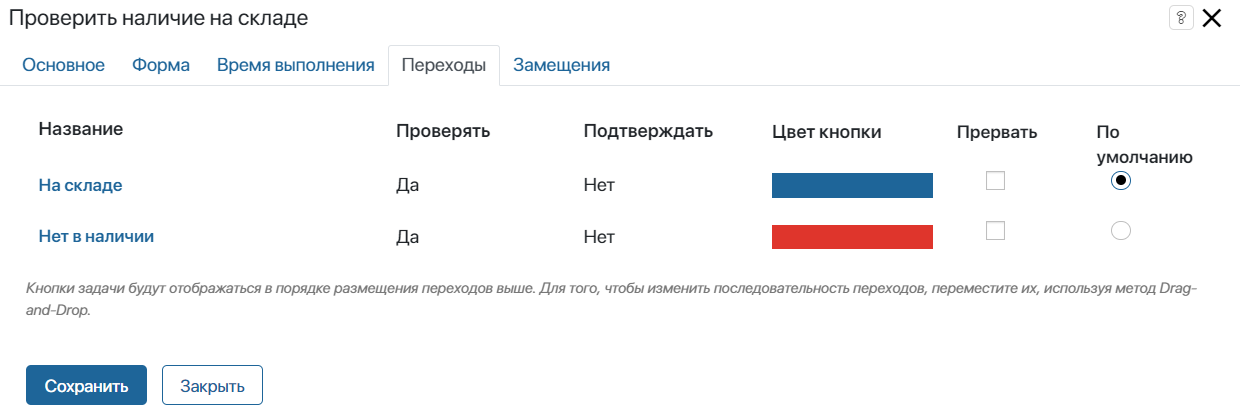 Проверить наличие на складе ?
Основное Форма Время выполнения Переходы Замещения
Название Проверять Подтверждать Цвет кнопки Прервать По
умолчанию
На складе Да Нет
Нет в наличии Да Нет
Кнопки задачи будут отображаться в порядке размещения переходов выше. Для того, чтобы изменить последовательность переходов, переместите их, используя метод Drag-
and-Drop.
Сохранить Закрыть